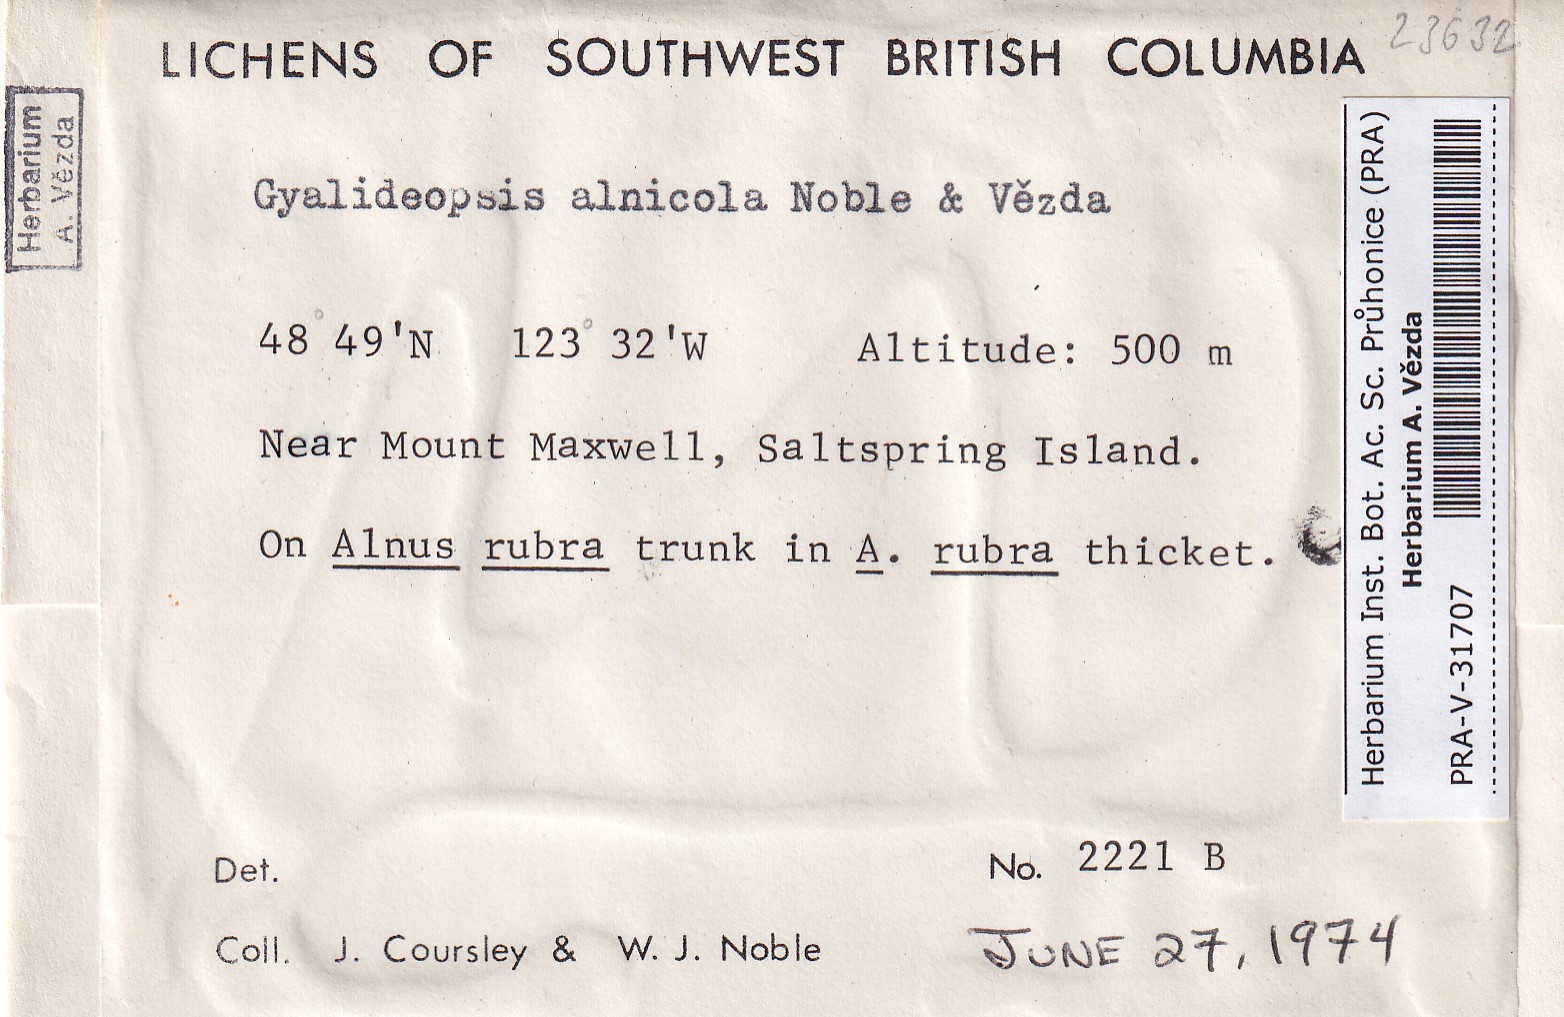 23632
LICHENS OF SOUTHWEST BRITISH COLUMBIA
Herbarium
A. Vězda
Gyalideopsis alnicola Noble & Vězda
48° 49'N 123° 32'W Altitude: 500 m
Near Mount Maxwell, Saltspring Island.
On Alnus rubra trunk in A. rubra thicket.
Det.
No. 2221 B
Coll. J. Coursley & W. J. Noble
JUNE 27, 1974
Herbarium Inst. Bot. Ac. Sc. Průhonice (PRA)
Herbarium A. Vězda
PRA-V-31707